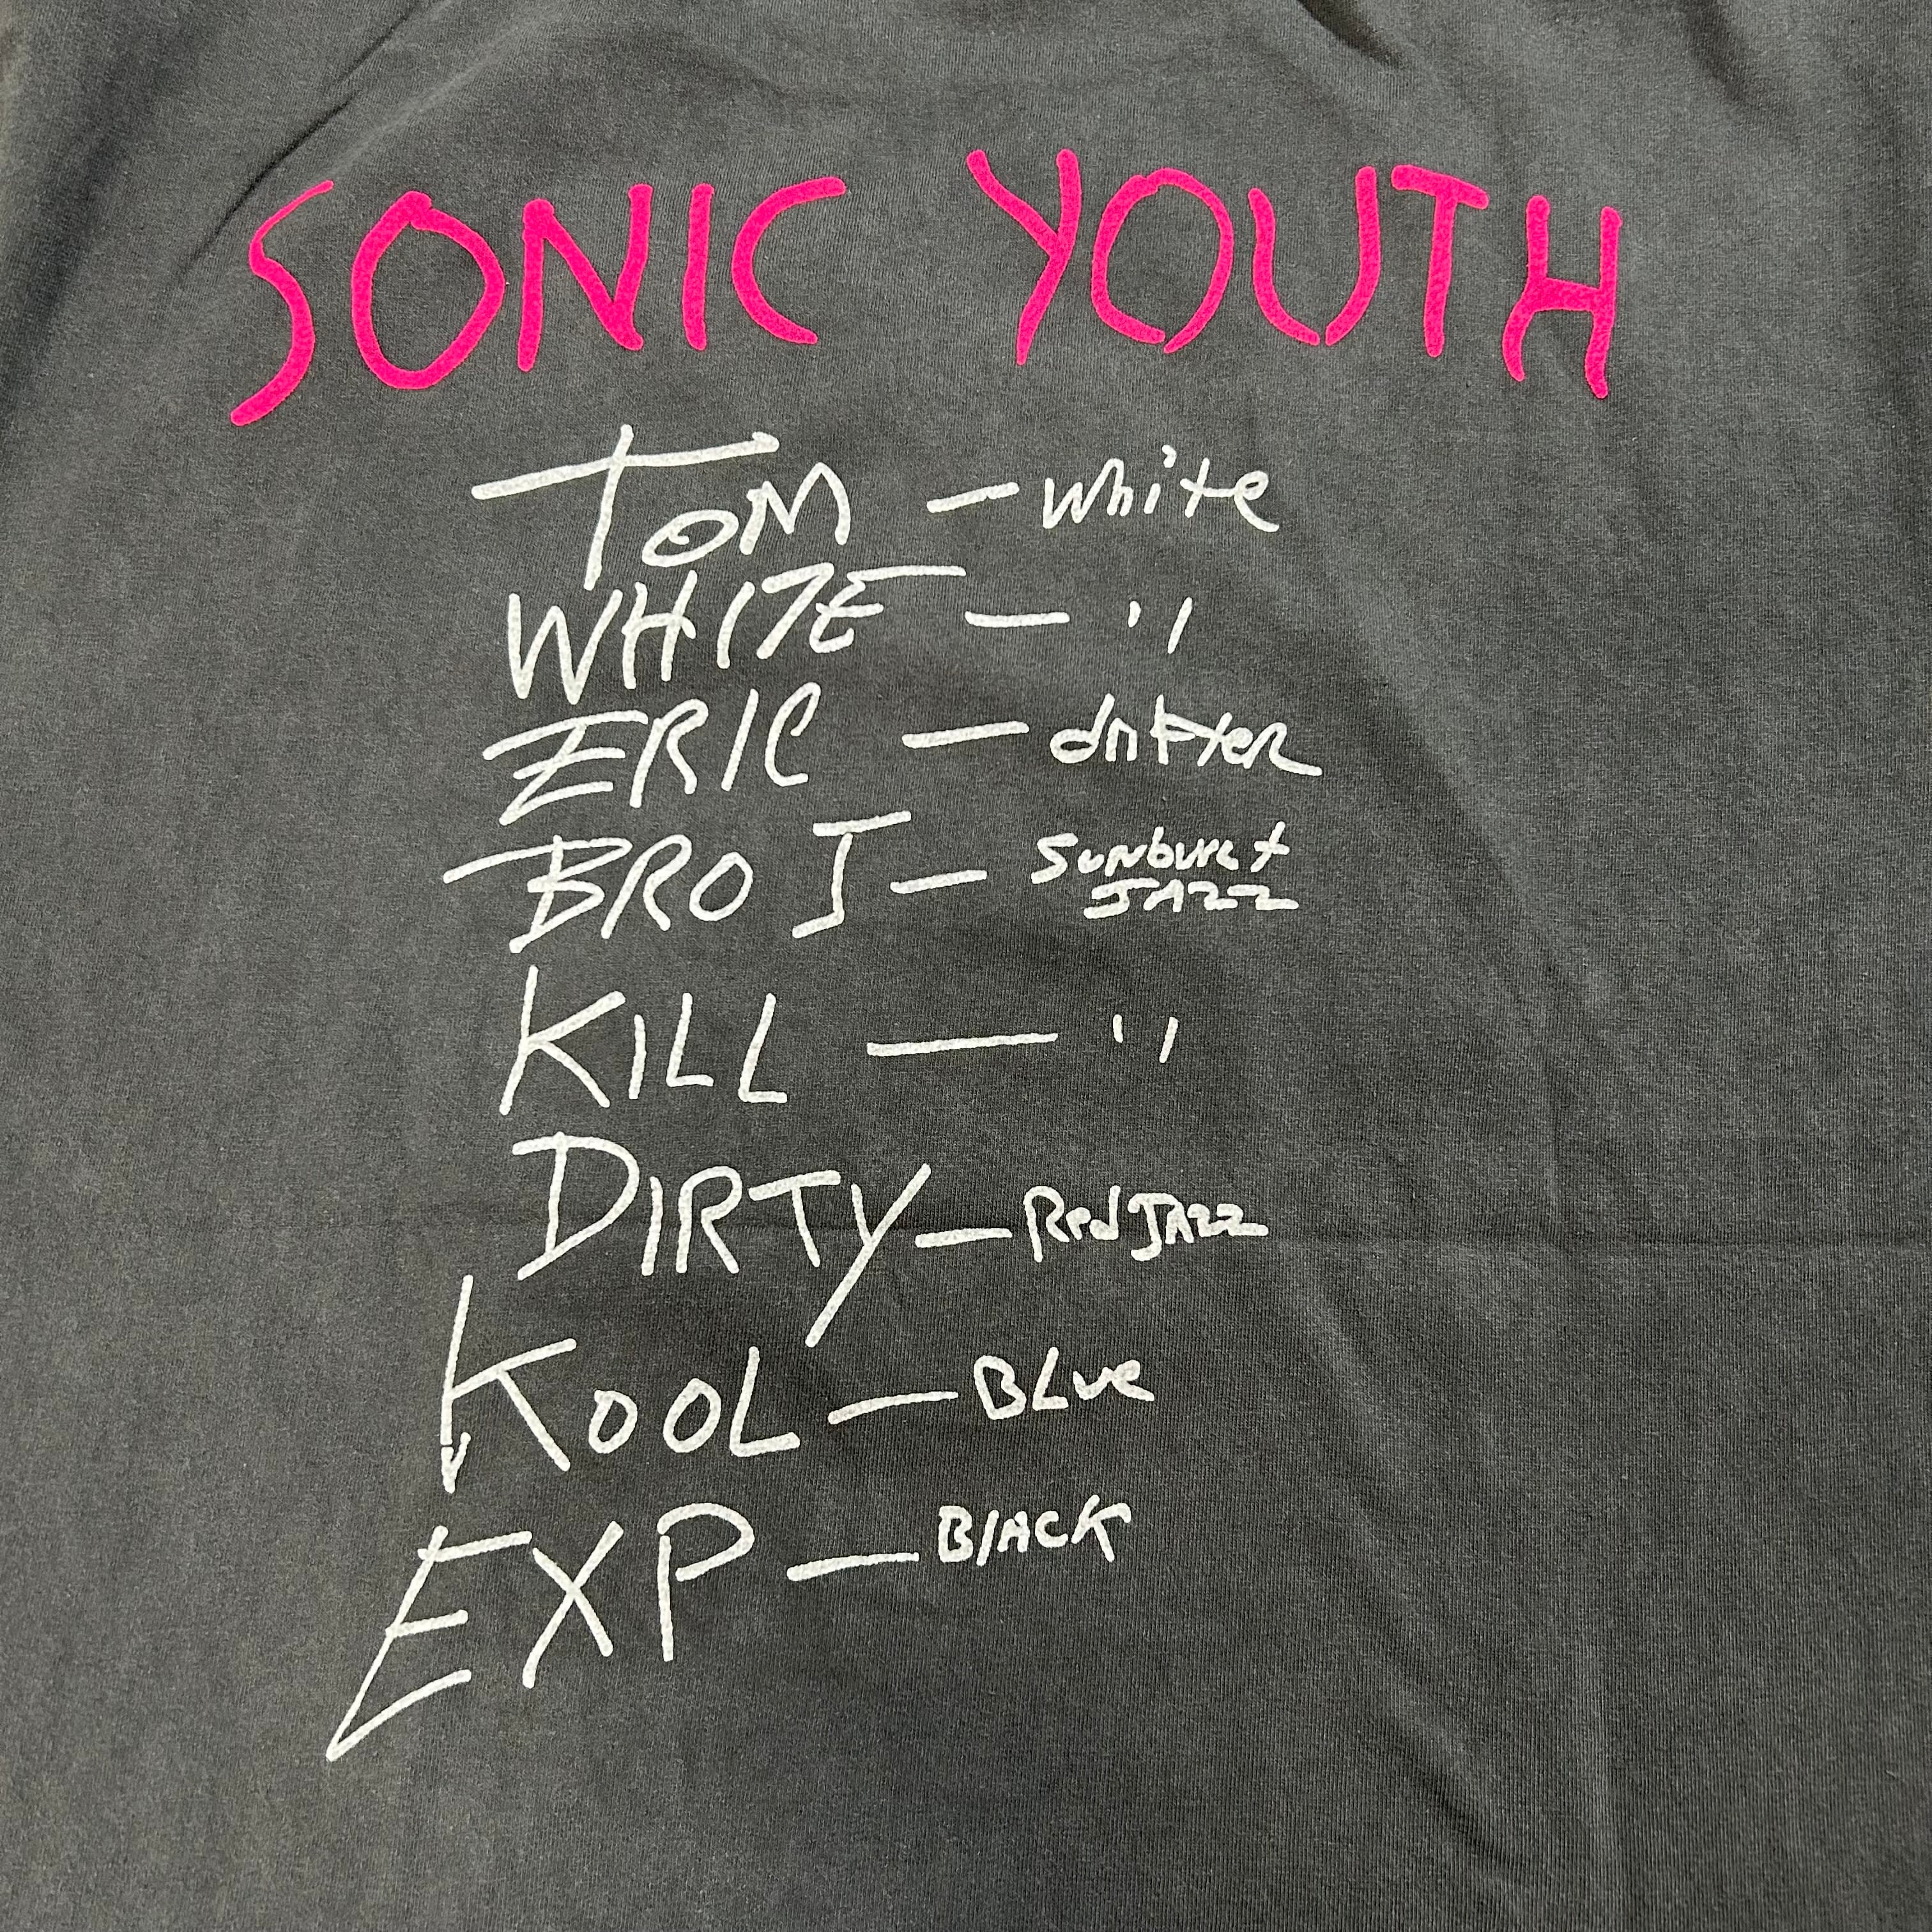 SONIC YOUTH
TOM — white
WHITE — "
ERIC — drifter
BRO J — Sunburst
JAZZ
KILL — "
DIRTY — Red JAZZ
KOOL — BLue
EXP — BlAcK